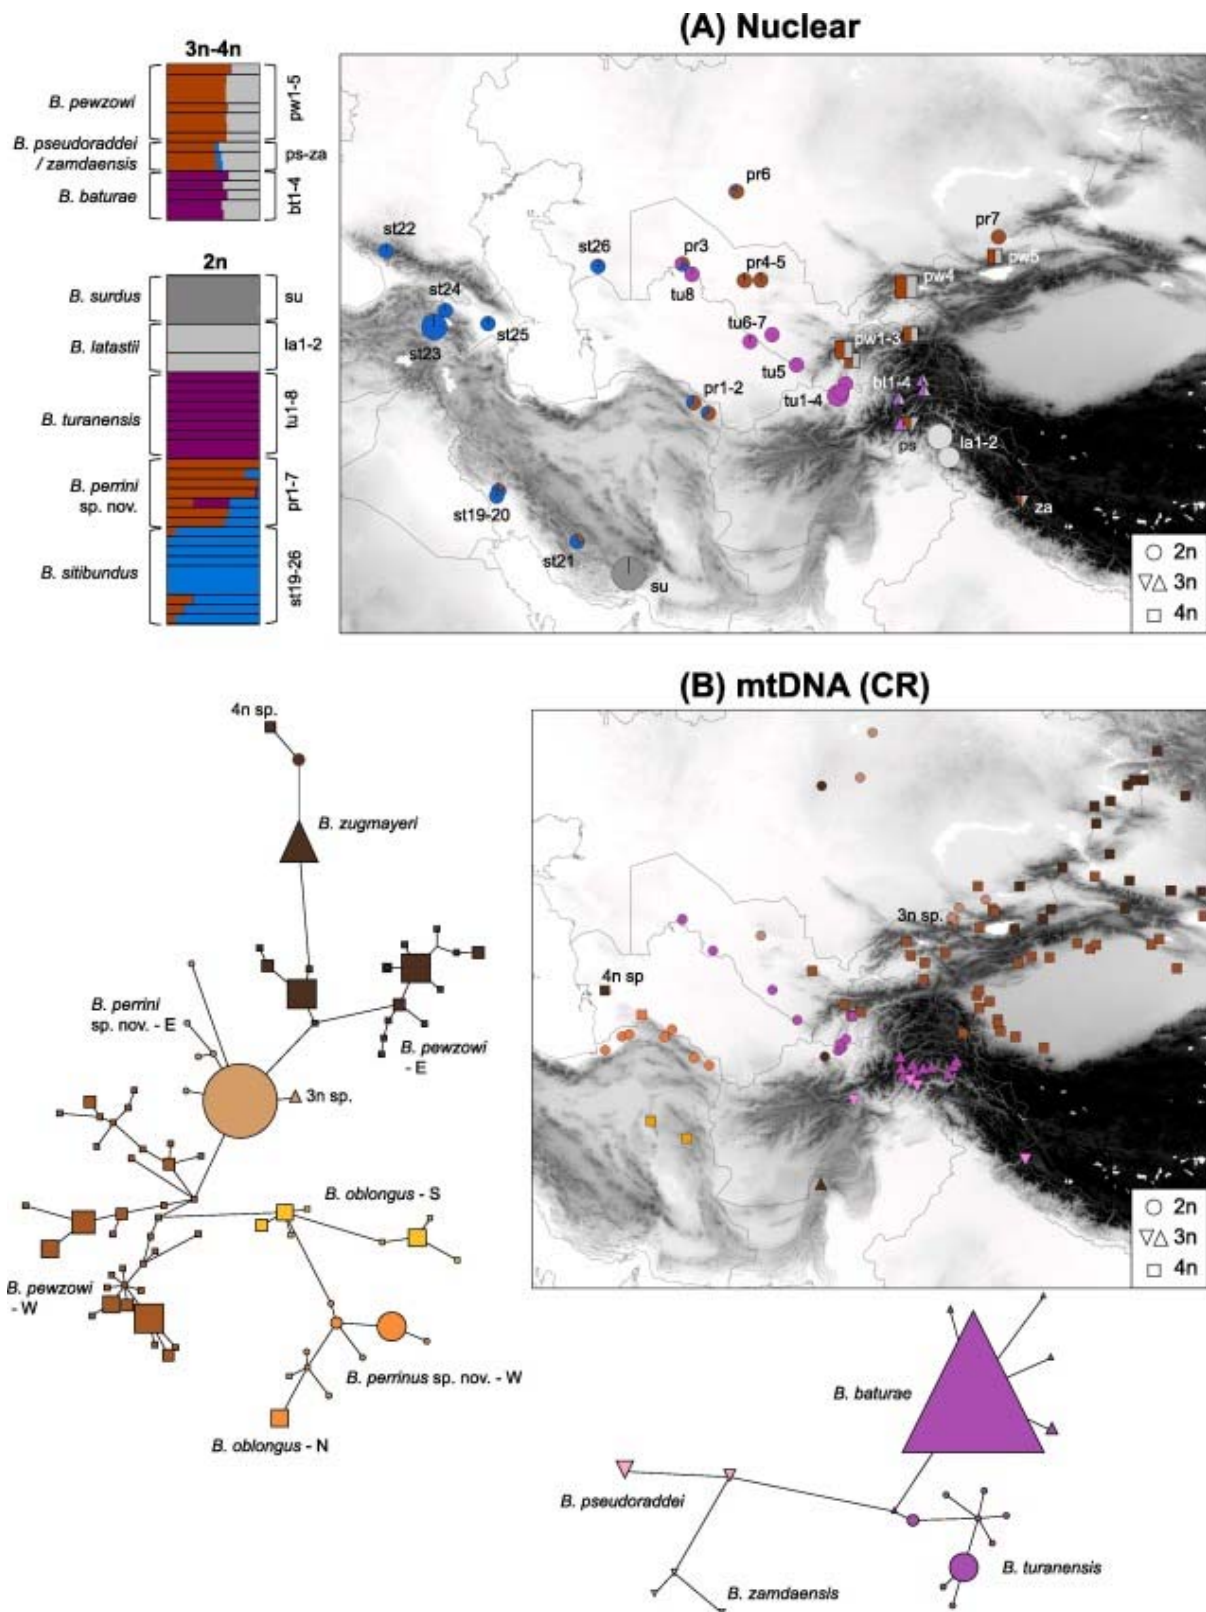 (A) Nuclear
3n-4n
B. pewzowi
pw1-5
B. pseudoraddei
/ zamdaensis
ps-za
B. baturae
bt1-4
2n
B. surdus
su
B. latastii
la1-2
B. turanensis
tu1-8
B. perrini
sp. nov.
pr1-7
B. sitibundus
st19-26
pr6
st22
st26
pr3
pr7
pw5
pr4-5
pw4
tu8
st24
st25
st23
tu6-7
pw1-3
tu5
pr1-2
bt1-4
tu1-4
ps
la1-2
st19-20
za
st21
su
2n
3n
4n
(B) mtDNA (CR)
4n sp.
B. zugmayeri
B. perrini
sp. nov. - E
B. pewzowi
- E
3n sp.
B. oblongus - S
B. pewzowi
- W
B. perrinus sp. nov. - W
B. oblongus - N
3n sp.
4n sp
2n
3n
4n
B. baturae
B. pseudoraddei
B. turanensis
B. zamdaensis